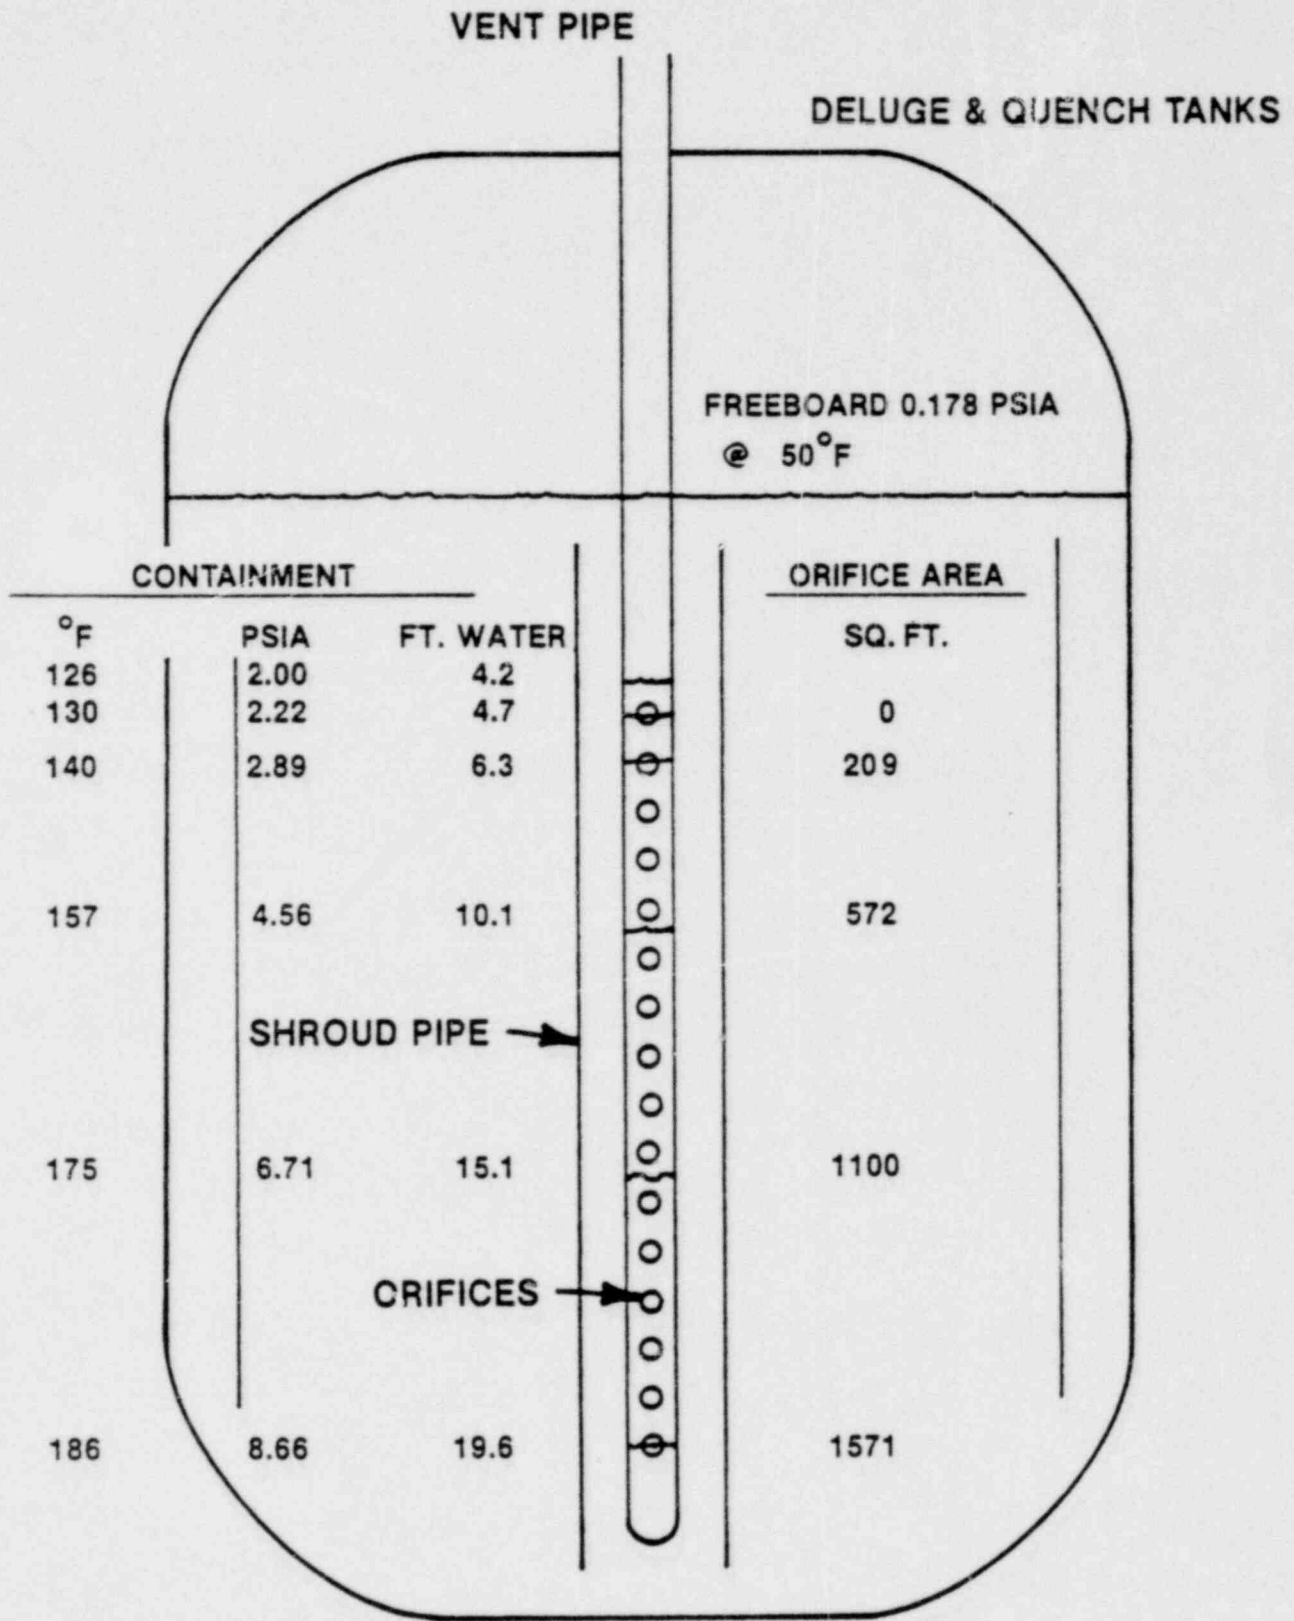 VENT PIPE
DELUGE & QUENCH TANKS
FREEBOARD 0.178 PSIA
@ 50°F
CONTAINMENT ORIFICE AREA
°F PSIA FT. WATER SQ. FT.
126 2.00 4.2
130 2.22 4.7 0
140 2.89 6.3 209
157 4.56 10.1 572
SHROUD PIPE
175 6.71 15.1 1100
CRIFICES
186 8.66 19.6 1571